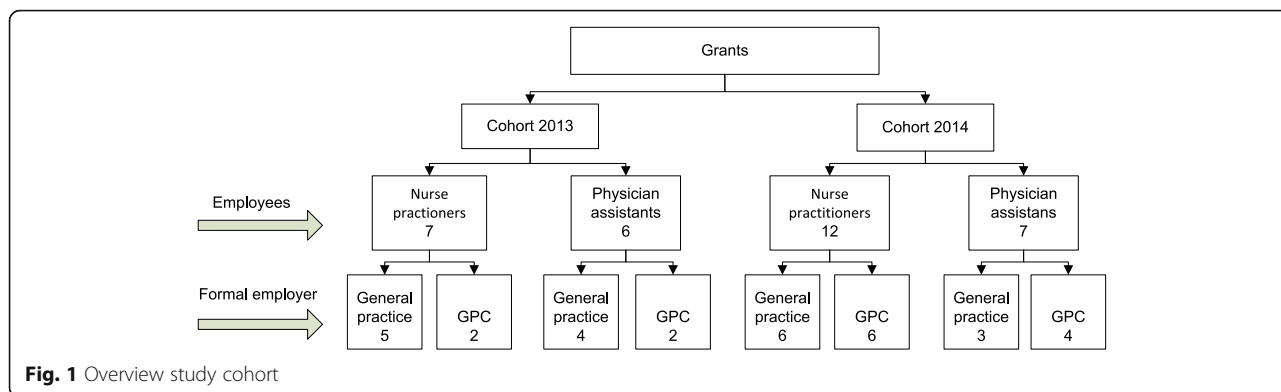 Grants
Cohort 2013
Cohort 2014
Employees
Nurse
practioners
7
Physician
assistants
6
Nurse
practitioners
12
Physician
assistans
7
Formal employer
General
practice
5
GPC
2
General
practice
4
GPC
2
General
practice
6
GPC
6
General
practice
3
GPC
4
Fig. 1 Overview study cohort